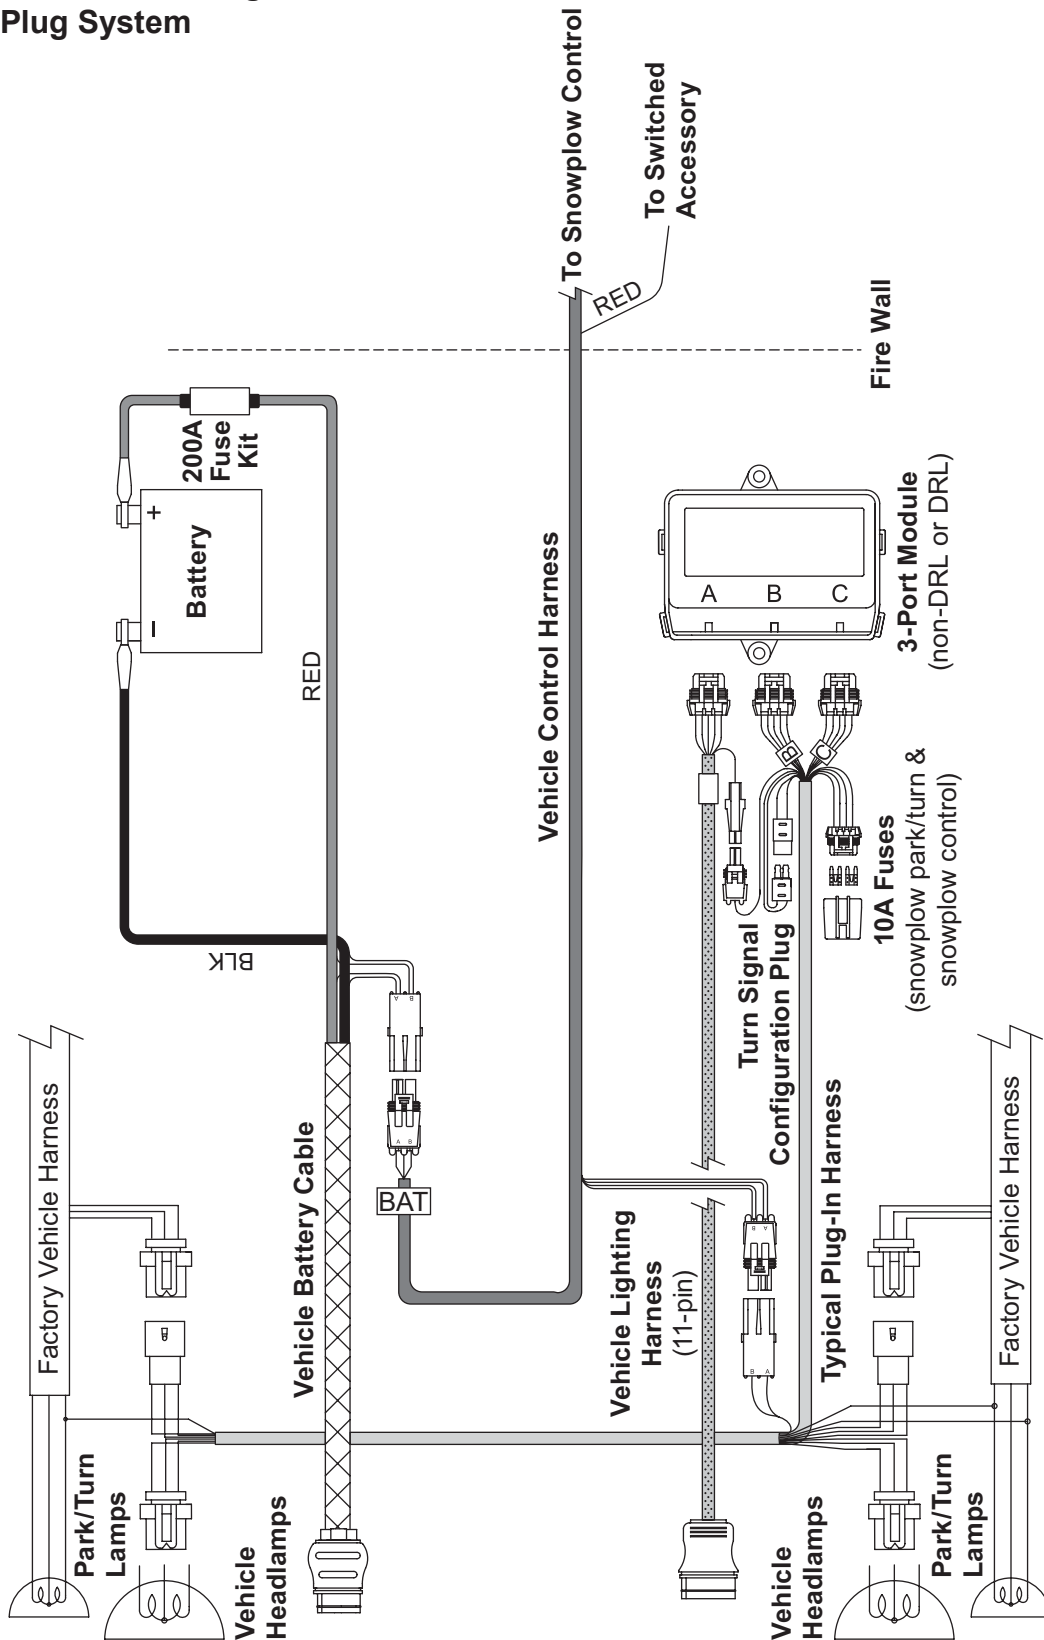 Plug System
To Snowplow Control
To Switched
Accessory
RED
Fire Wall
200A
Fuse
Kit
+
–
Battery
RED
BLK
Vehicle Control Harness
A
B
C
3-Port Module
(non-DRL or DRL)
B
C
10A Fuses
(snowplow park/turn &
snowplow control)
Turn Signal
Configuration Plug
A
B
A
B
BAT
Vehicle Battery Cable
Factory Vehicle Harness
Vehicle Lighting
Harness
(11-pin)
B
A
B
A
Typical Plug-In Harness
Factory Vehicle Harness
Park/Turn
Lamps
Vehicle
Headlamps
Vehicle
Headlamps
Park/Turn
Lamps